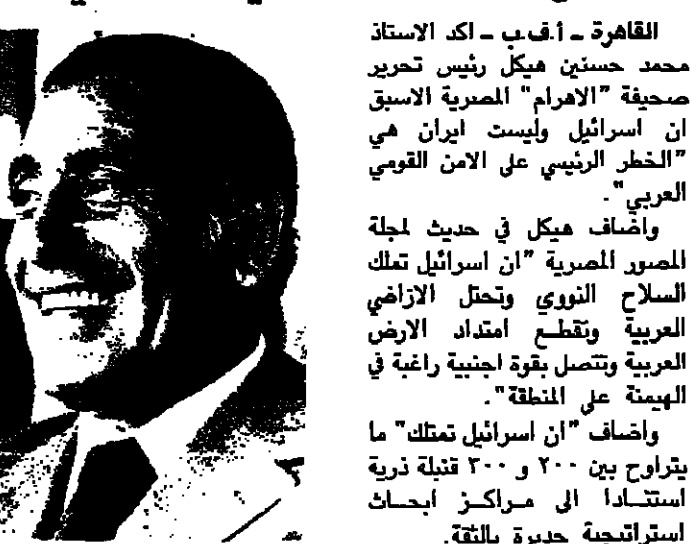 القاهرة ـ أ.ف.ب ـ اكد الاستاذ
محمد حسنين هيكل رئيس تحرير
صحيفة "الاهرام" المصرية الاسبق
ان اسرائيل وليست ايران هي
"الخطر الرئيسي على الامن القومي
العربي".
واضاف هيكل في حديث لمجلة
المصور المصرية "ان اسرائيل تملك
السلاح النووي وتحتل الاراضي
العربية وتقطع امتداد الارض
العربية وتتصل بقوة اجنبية راغبة في
الهيمنة على المنطقة".
واضاف "ان اسرائيل تمتلك" ما
يتراوح بين ٢٠٠ و ٣٠٠ قنبلة ذرية
استنادا الى مراكز ابحاث
استراتيجية جديرة بالثقة.